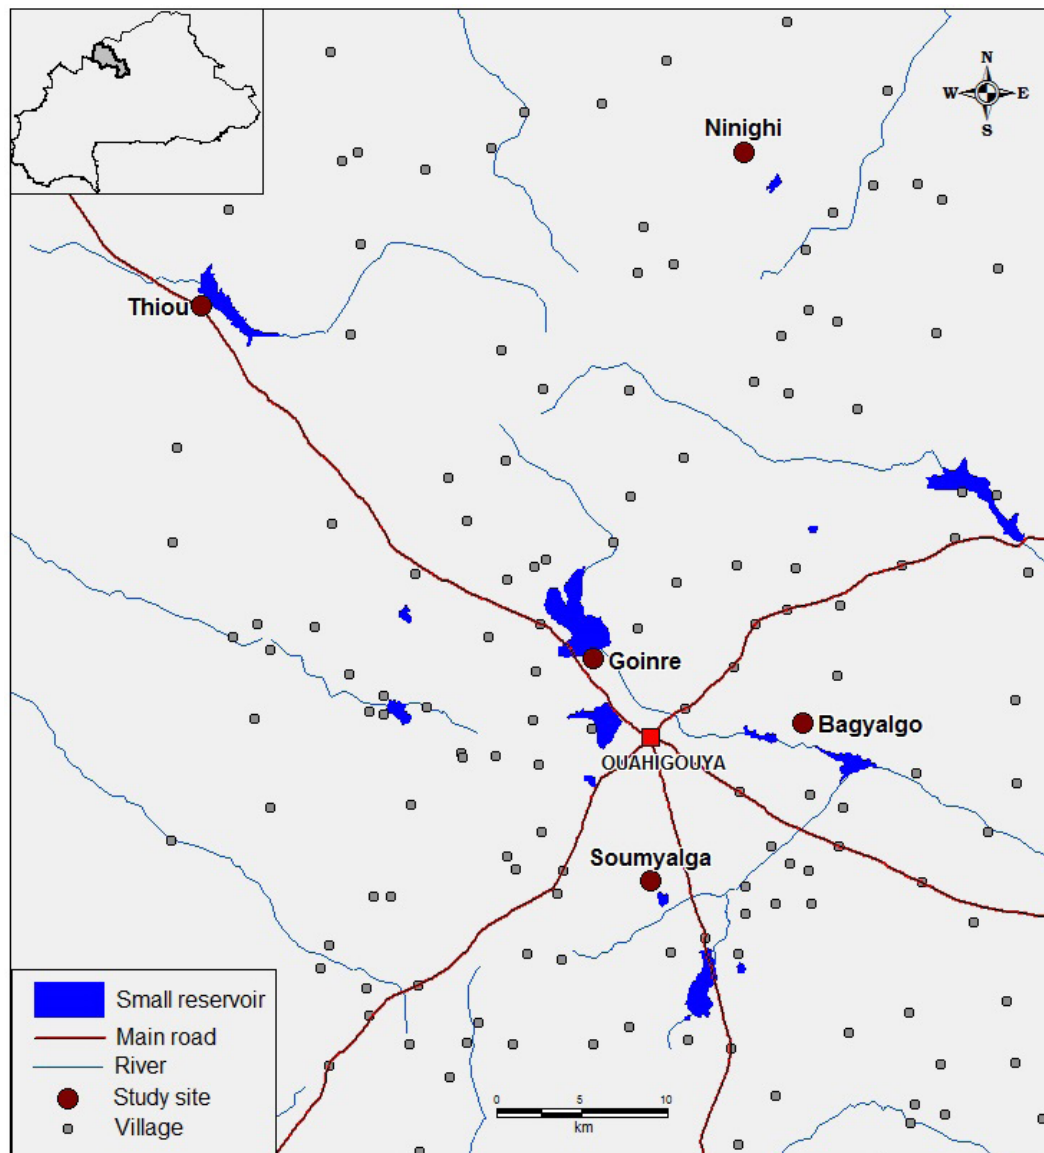 N
W E
S
Ninighi
Thiou
Goinre
Bagyalgo
OUAHIGOUYA
Soumyalga
Small reservoir
Main road
River
Study site
Village
0 5 10
km